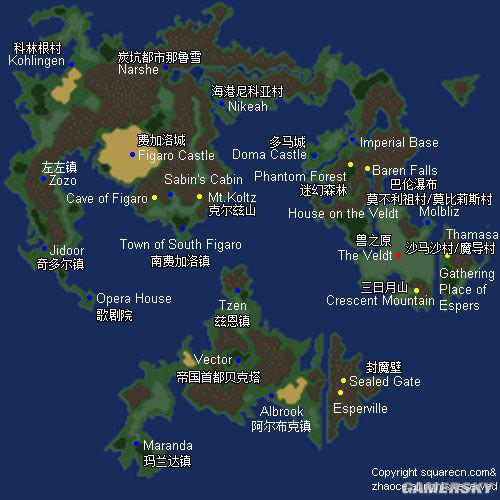 科林根村
Kohlingen
炭坑都市那鲁雪
Narshe
海港尼科亚村
Nikeah
费加洛城
Figaro Castle
多马城
Doma Castle
Imperial Base
Phantom Forest
迷幻森林
Baren Falls
巴伦瀑布
左左镇
Zozo
Sabin's Cabin
Cave of Figaro
Mt.Koltz
克尔兹山
House on the Veldt
莫不利祖村/莫比莉斯村
Molbliz
Thamasa
沙马沙村/魔导村
兽之原
The Veldt
Town of South Figaro
南费加洛镇
Jidoor
奇多尔镇
Gathering
Place of
Espers
三日月山
Crescent Mountain
Opera House
歌剧院
Tzen
兹恩镇
Vector
帝国首都贝克塔
封魔壁
Sealed Gate
Esperville
Albrook
阿尔布克镇
Maranda
玛兰达镇
Copyright squarecn.com&
GAMERSKY